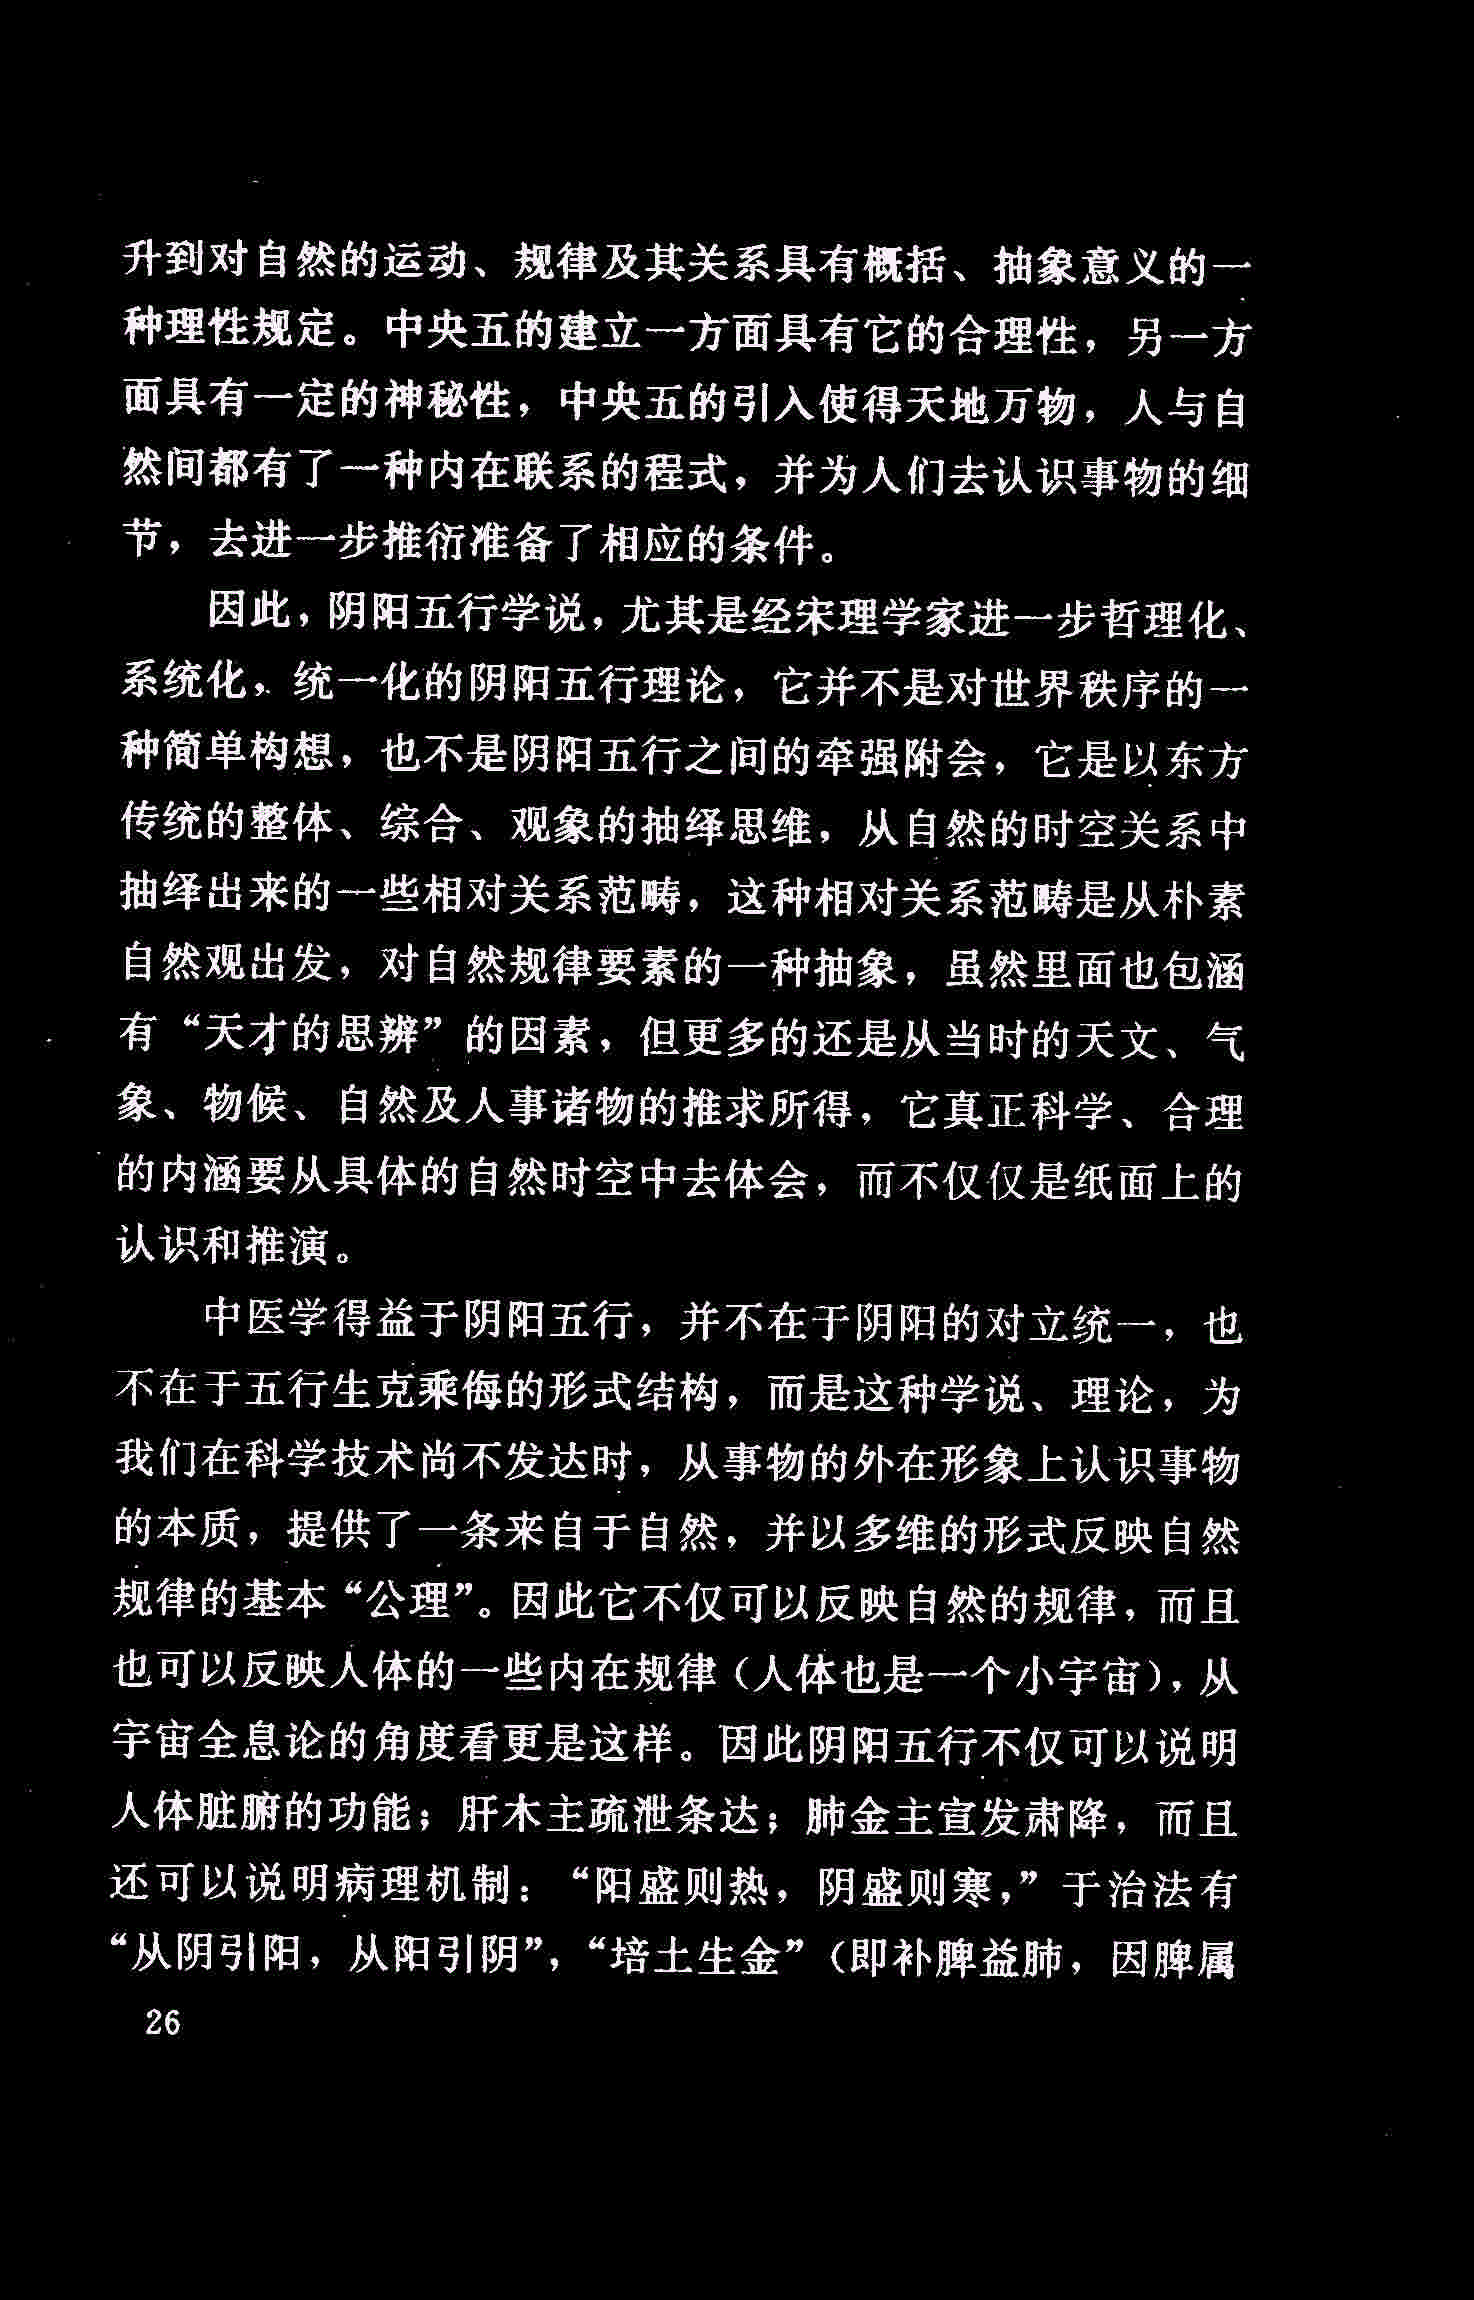 升到对自然的运动、规律及其关系具有概括、抽象意义的一
种理性规定。中央五的建立一方面具有它的合理性，另一方
面具有一定的神秘性，中央五的引入使得天地万物，人与自
然间都有了一种内在联系的程式，并为人们去认识事物的细
节，去进一步推衍准备了相应的条件。
因此，阴阳五行学说，尤其是经宋理学家进一步哲理化、
系统化，统一化的阴阳五行理论，它并不是对世界秩序的一
种简单构想，也不是阴阳五行之间的牵强附会，它是以东方
传统的整体、综合、观象的抽绎思维，从自然的时空关系中
抽绎出来的一些相对关系范畴，这种相对关系范畴是从朴素
自然观出发，对自然规律要素的一种抽象，虽然里面也包涵
有“天才的思辨”的因素，但更多的还是从当时的天文、气
象、物候、自然及人事诸物的推求所得，它真正科学、合理
的内涵要从具体的自然时空中去体会，而不仅仅是纸面上的
认识和推演。
中医学得益于阴阳五行，并不在于阴阳的对立统一，也
不在于五行生克乘侮的形式结构，而是这种学说、理论，为
我们在科学技术尚不发达时，从事物的外在形象上认识事物
的本质，提供了一条来自于自然，并以多维的形式反映自然
规律的基本“公理”。因此它不仅可以反映自然的规律，而且
也可以反映人体的一些内在规律（人体也是一个小宇宙），从
宇宙全息论的角度看更是这样。因此阴阳五行不仅可以说明
人体脏腑的功能；肝木主疏泄条达；肺金主宣发肃降，而且
还可以说明病理机制：“阳盛则热，阴盛则寒，”于治法有
“从阴引阳，从阳引阴”，“培土生金”（即补脾益肺，因脾属
26